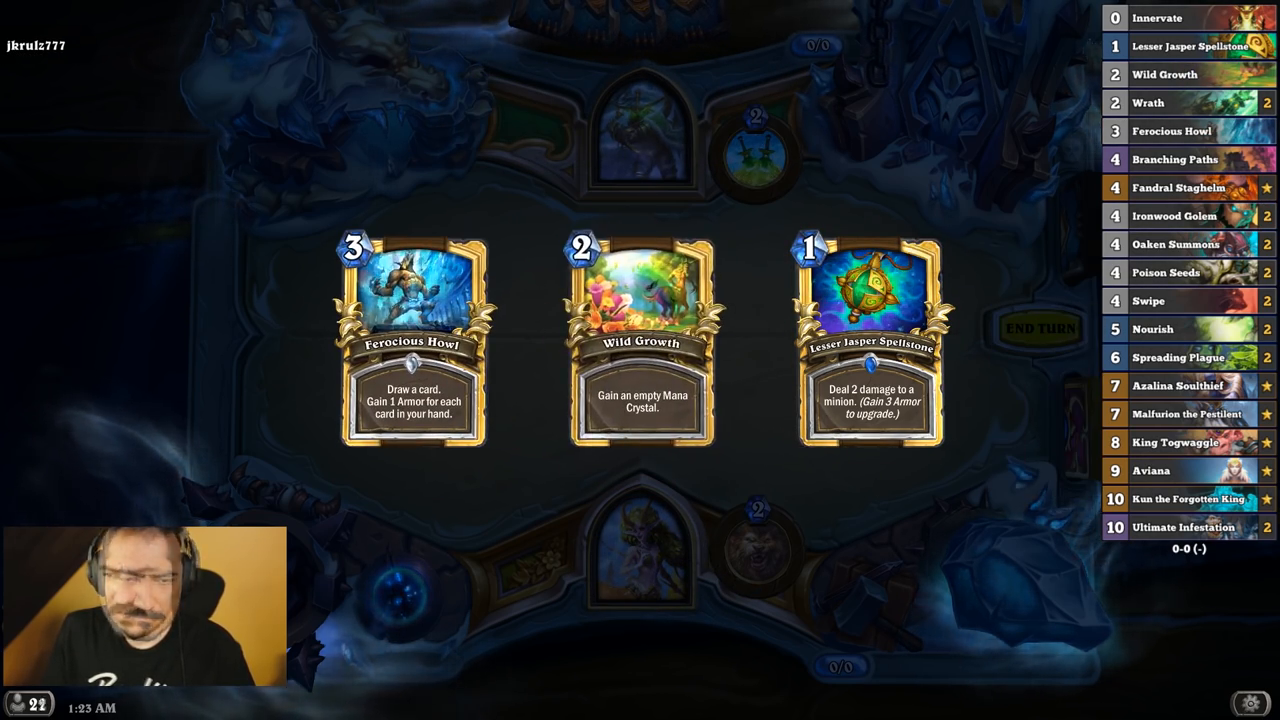 jkrulz777
0/0
2
3
Ferocious Howl
Draw a card.
Gain 1 Armor for each
card in your hand.
2
Wild Growth
Gain an empty Mana
Crystal.
1
Lesser Jasper Spellstone
Deal 2 damage to a
minion. (Gain 3 Armor
to upgrade.)
END TURN
2
0/0
22
1:23 AM
0 Innervate
1 Lesser Jasper Spellstone
2 Wild Growth
2 Wrath 2
3 Ferocious Howl
4 Branching Paths
4 Fandral Staghelm
4 Ironwood Golem 2
4 Oaken Summons 2
4 Poison Seeds 2
4 Swipe 2
5 Nourish 2
6 Spreading Plague 2
7 Azalina Soulthief
7 Malfurion the Pestilent
8 King Togwaggle
9 Aviana
10 Kun the Forgotten King
10 Ultimate Infestation 2
0-0 (-)